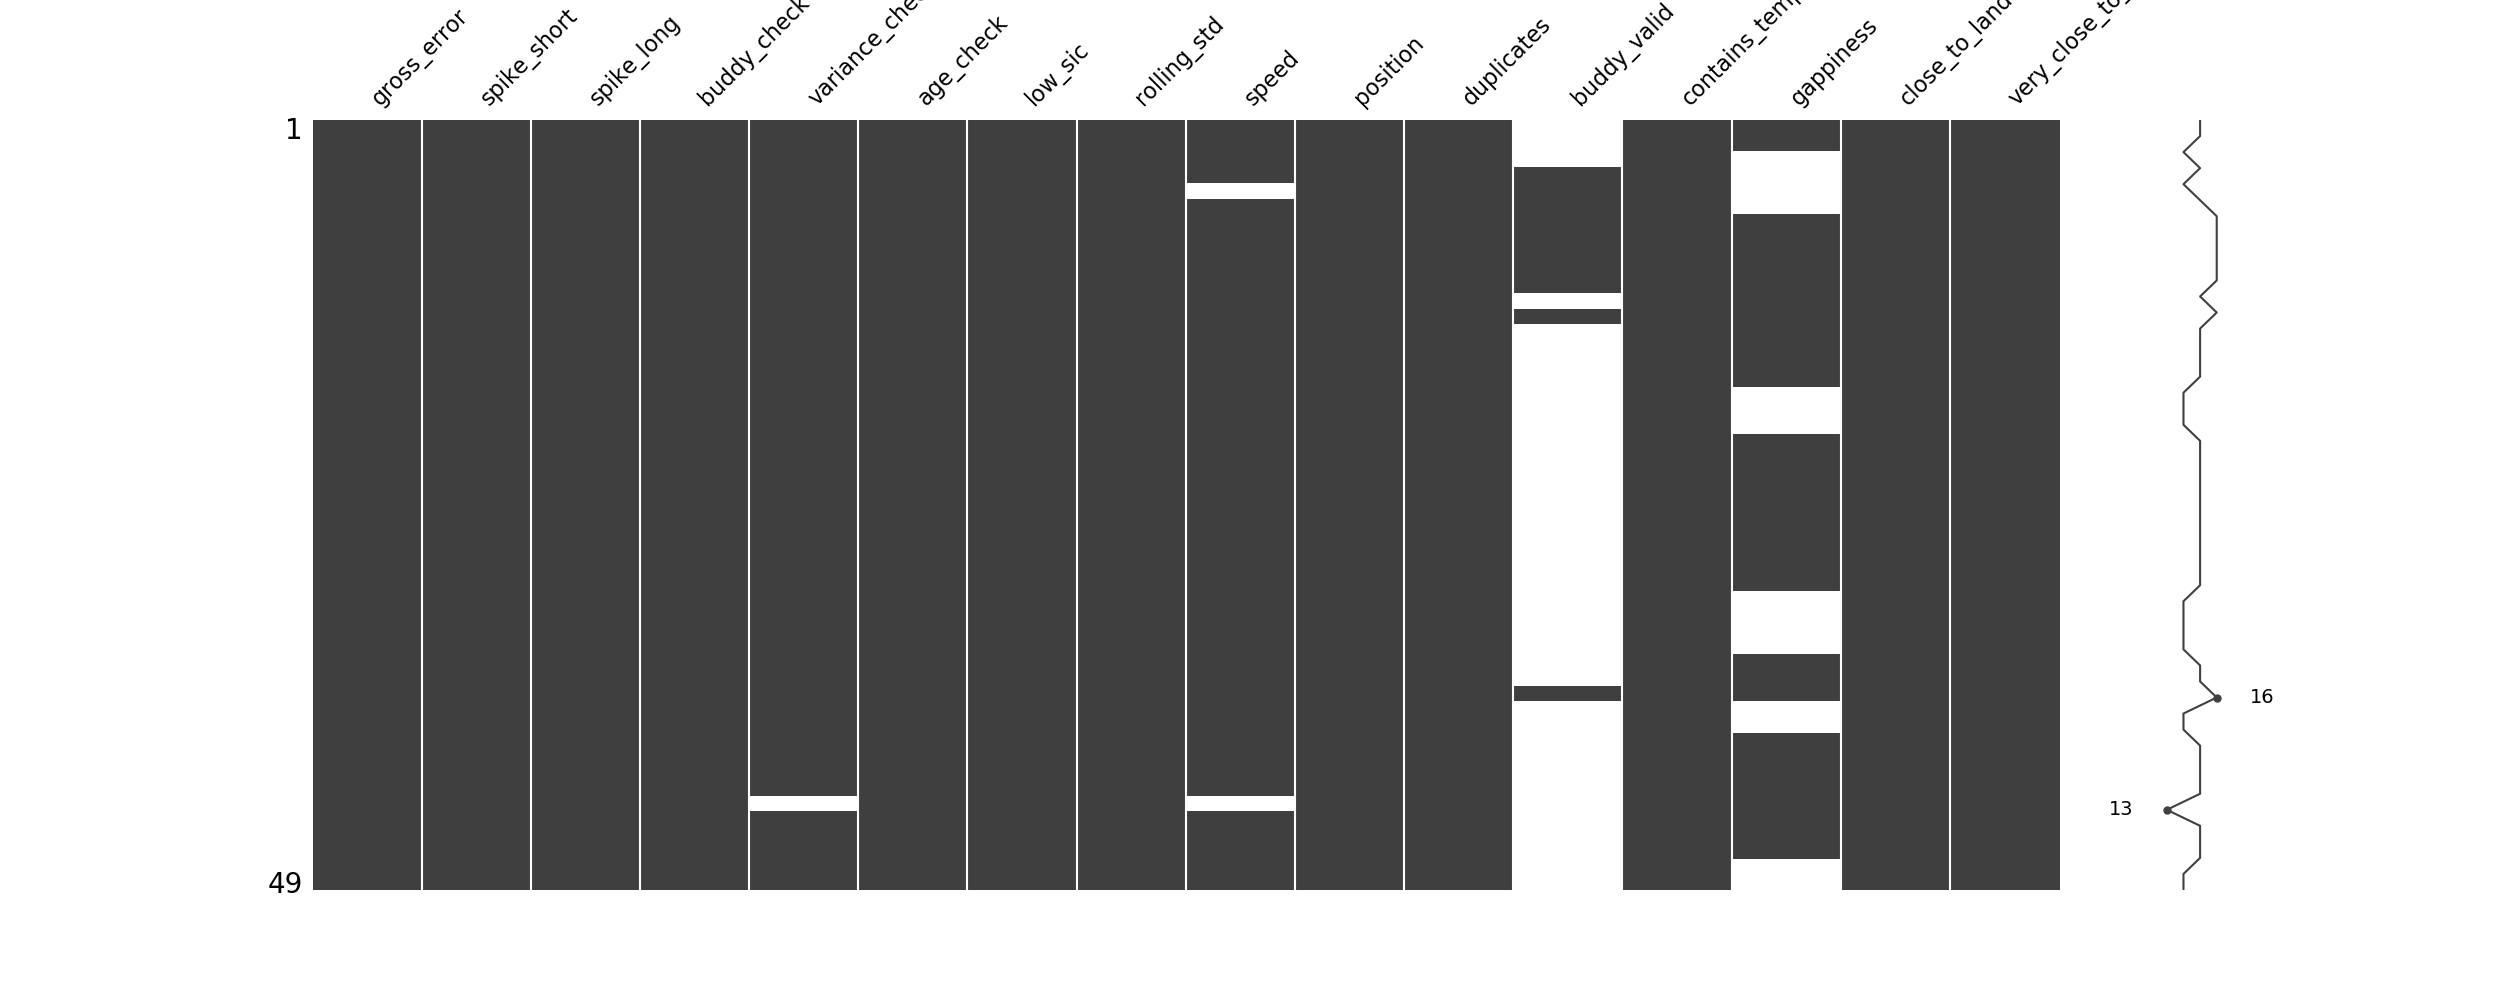 gross_error
spike_short
spike_long
buddy_check
variance_che
age_check
low_sic
rolling_std
speed
position
duplicates
buddy_valid
contains_temp
gappiness
close_to_land
very_close_to_
1
49
16
13